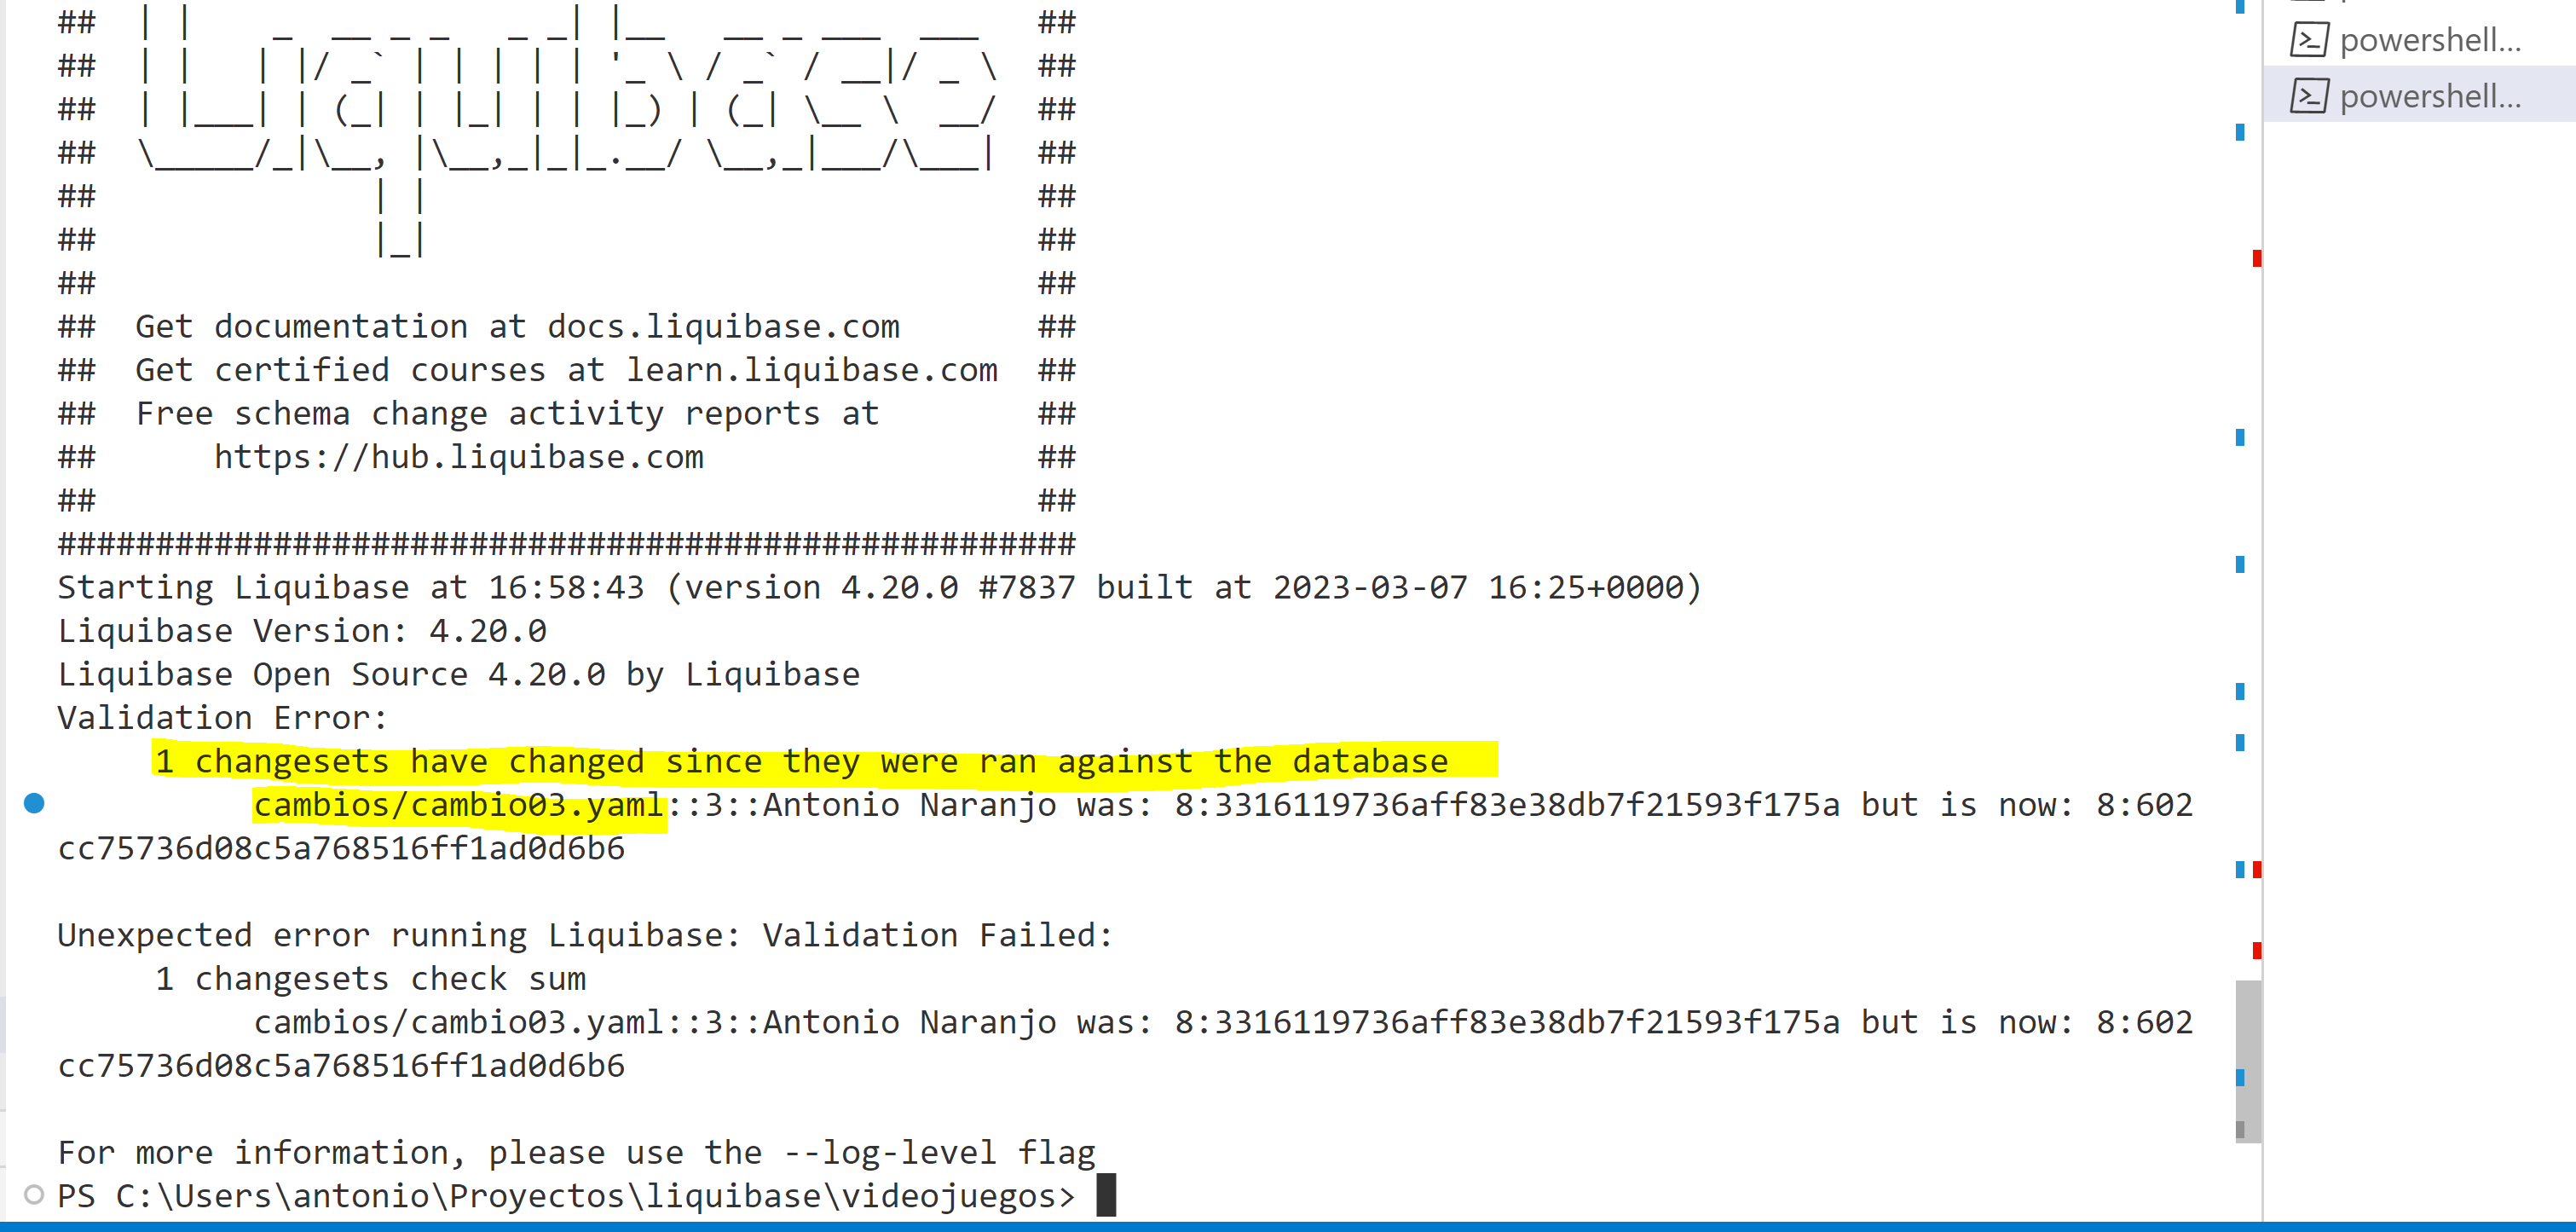 ##  | |    _  __ _ _   _ _| |__   __ _ ___  ___   ##
##  | |   | |/ _` | | | | | '_ \ / _` / __|/ _ \  ##
##  | |___| | (_| | |_| | | |_) | (_| \__ \  __/  ##
##  \_____/_|\__, |\__,_|_|_.__/ \__,_|___/\___|  ##
##              | |                               ##
##              |_|                               ##
##                                                ##
##  Get documentation at docs.liquibase.com       ##
##  Get certified courses at learn.liquibase.com  ##
##  Free schema change activity reports at        ##
##      https://hub.liquibase.com                 ##
##                                                ##
####################################################
Starting Liquibase at 16:58:43 (version 4.20.0 #7837 built at 2023-03-07 16:25+0000)
Liquibase Version: 4.20.0
Liquibase Open Source 4.20.0 by Liquibase
Validation Error:
     1 changesets have changed since they were ran against the database
          cambios/cambio03.yaml::3::Antonio Naranjo was: 8:3316119736aff83e38db7f21593f175a but is now: 8:602
cc75736d08c5a768516ff1ad0d6b6
Unexpected error running Liquibase: Validation Failed:
     1 changesets check sum
          cambios/cambio03.yaml::3::Antonio Naranjo was: 8:3316119736aff83e38db7f21593f175a but is now: 8:602
cc75736d08c5a768516ff1ad0d6b6
For more information, please use the --log-level flag
PS C:\Users\antonio\Proyectos\liquibase\videojuegos>
powershell...
powershell...